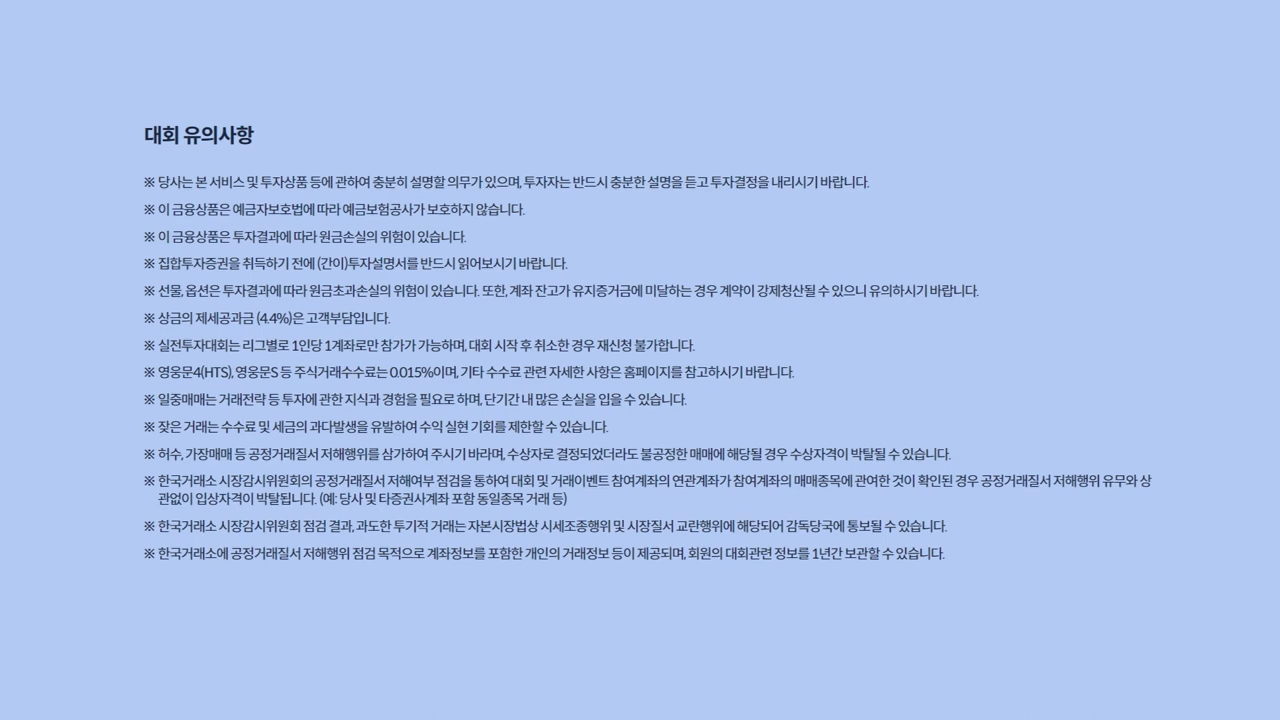 대회 유의사항
※ 당사는 본 서비스 및 투자상품 등에 관하여 충분히 설명할 의무가 있으며, 투자자는 반드시 충분한 설명을 듣고 투자결정을 내리시기 바랍니다.
※ 이 금융상품은 예금자보호법에 따라 예금보험공사가 보호하지 않습니다.
※ 이 금융상품은 투자결과에 따라 원금손실의 위험이 있습니다.
※ 집합투자증권을 취득하기 전에 (간이)투자설명서를 반드시 읽어보시기 바랍니다.
※ 선물, 옵션은 투자결과에 따라 원금초과손실의 위험이 있습니다. 또한, 계좌 잔고가 유지증거금에 미달하는 경우 계약이 강제청산될 수 있으니 유의하시기 바랍니다.
※ 상금의 제세공과금 (4.4%)은 고객부담입니다.
※ 실전투자대회는 리그별로 1인당 1계좌로만 참가가 가능하며, 대회 시작 후 취소한 경우 재신청 불가합니다.
※ 영웅문4(HTS), 영웅문S 등 주식거래수수료는 0.015%이며, 기타 수수료 관련 자세한 사항은 홈페이지를 참고하시기 바랍니다.
※ 일중매매는 거래전략 등 투자에 관한 지식과 경험을 필요로 하며, 단기간 내 많은 손실을 입을 수 있습니다.
※ 잦은 거래는 수수료 및 세금의 과다발생을 유발하여 수익 실현 기회를 제한할 수 있습니다.
※ 허수, 가장매매 등 공정거래질서 저해행위를 삼가하여 주시기 바라며, 수상자로 결정되었더라도 불공정한 매매에 해당될 경우 수상자격이 박탈될 수 있습니다.
※ 한국거래소 시장감시위원회의 공정거래질서 저해여부 점검을 통하여 대회 및 거래이벤트 참여계좌의 연관계좌가 참여계좌의 매매종목에 관여한 것이 확인된 경우 공정거래질서 저해행위 유무와 상
관없이 입상자격이 박탈됩니다. (예: 당사 및 타증권사계좌 포함 동일종목 거래 등)
※ 한국거래소 시장감시위원회 점검 결과, 과도한 투기적 거래는 자본시장법상 시세조종행위 및 시장질서 교란행위에 해당되어 감독당국에 통보될 수 있습니다.
※ 한국거래소에 공정거래질서 저해행위 점검 목적으로 계좌정보를 포함한 개인의 거래정보 등이 제공되며, 회원의 대회관련 정보를 1년간 보관할 수 있습니다.